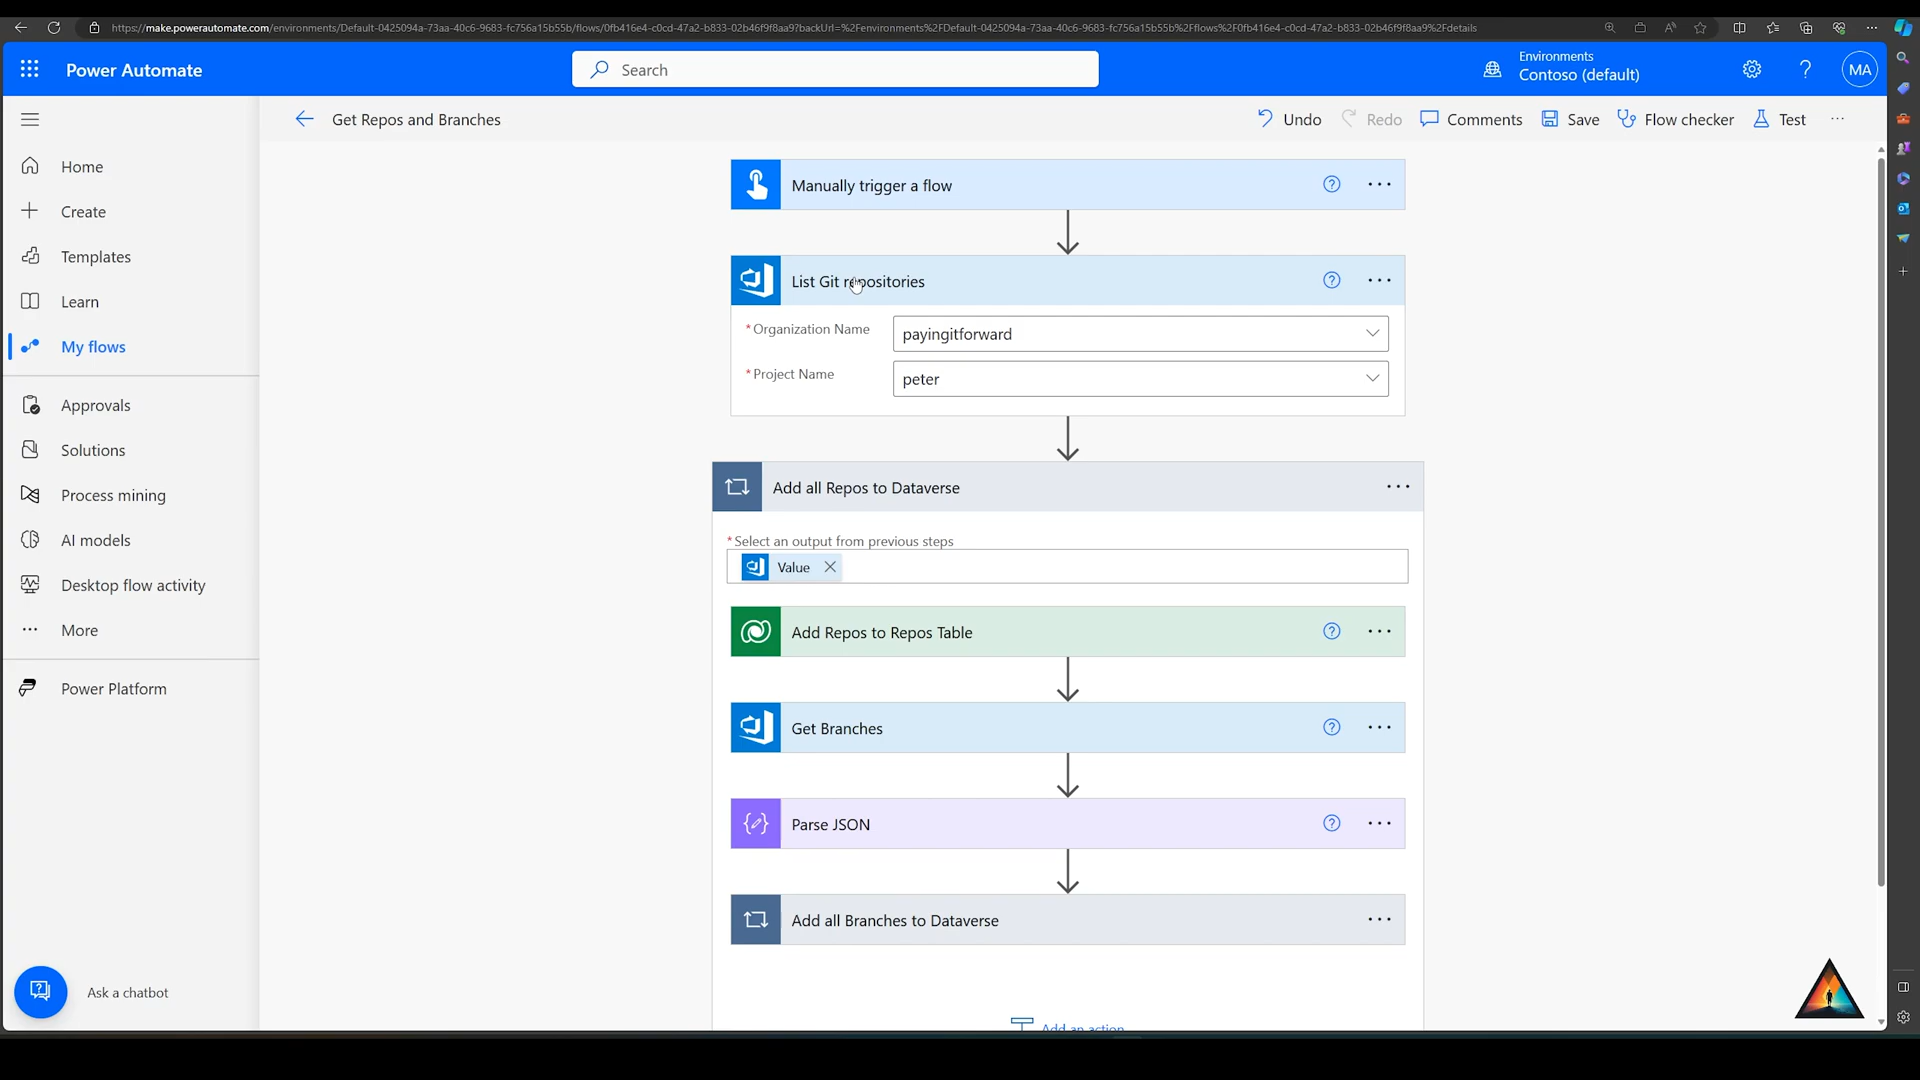 https://make.powerautomate.com/environments/Default-0425094a-73aa-40c6-9683-fc756a15b55b/flows/0fb416e4-c0cd-47a2-b833-02b46f9f8aa9?backUrl=%2Fenvironments%2FDefault-0425094a-73aa-40c6-9683-fc756a15b55b%2Fflows%2F0fb416e4-c0cd-47a2-b833-02b46f9f8aa9%2Fdetails
Power Automate
Search
Environments
Contoso (default)
MA
Get Repos and Branches
Undo
Redo
Comments
Save
Flow checker
Test
Home
Create
Templates
Learn
My flows
Approvals
Solutions
Process mining
AI models
Desktop flow activity
More
Power Platform
Ask a chatbot
Manually trigger a flow
List Git repositories
*Organization Name
payingitforward
*Project Name
peter
Add all Repos to Dataverse
*Select an output from previous steps
Value
Add Repos to Repos Table
Get Branches
Parse JSON
Add all Branches to Dataverse
Add an action